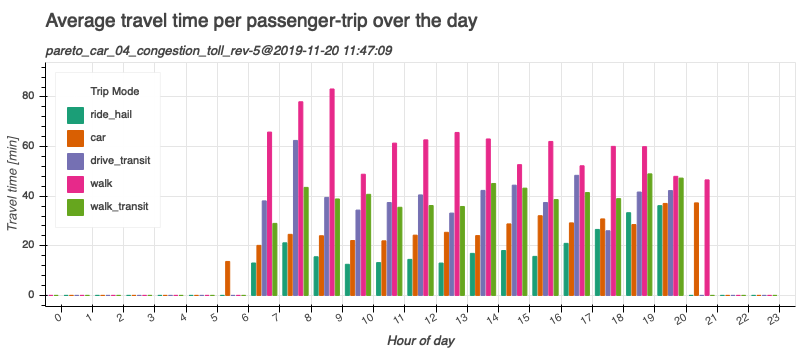 Average travel time per passenger-trip over the day
pareto_car_04_congestion_toll_rev-5@2019-11-20 11:47:09
Trip Mode
ride_hail
car
drive_transit
walk
walk_transit
Travel time [min]
80
60
40
20
0
0 1 2 3 4 5 6 7 8 9 10 11 12 13 14 15 16 17 18 19 20 21 22 23
Hour of day